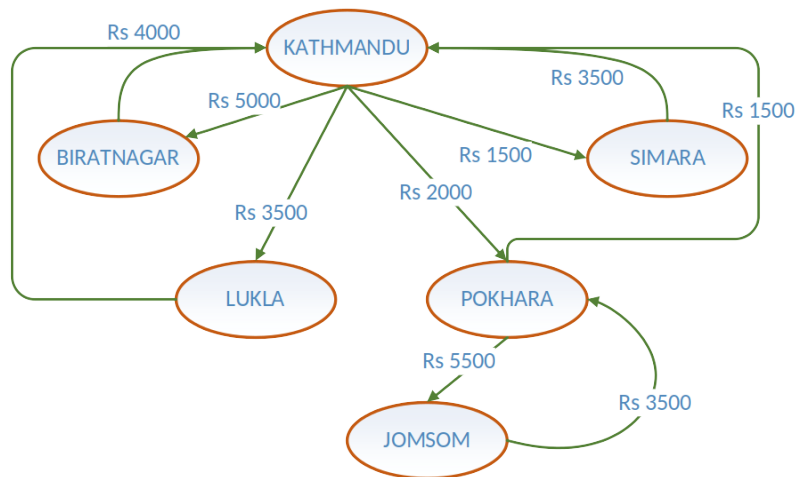 Rs 4000
KATHMANDU
Rs 3500
Rs 5000
Rs 1500
BIRATNAGAR
Rs 1500
SIMARA
Rs 3500
Rs 2000
LUKLA
POKHARA
Rs 5500
Rs 3500
JOMSOM